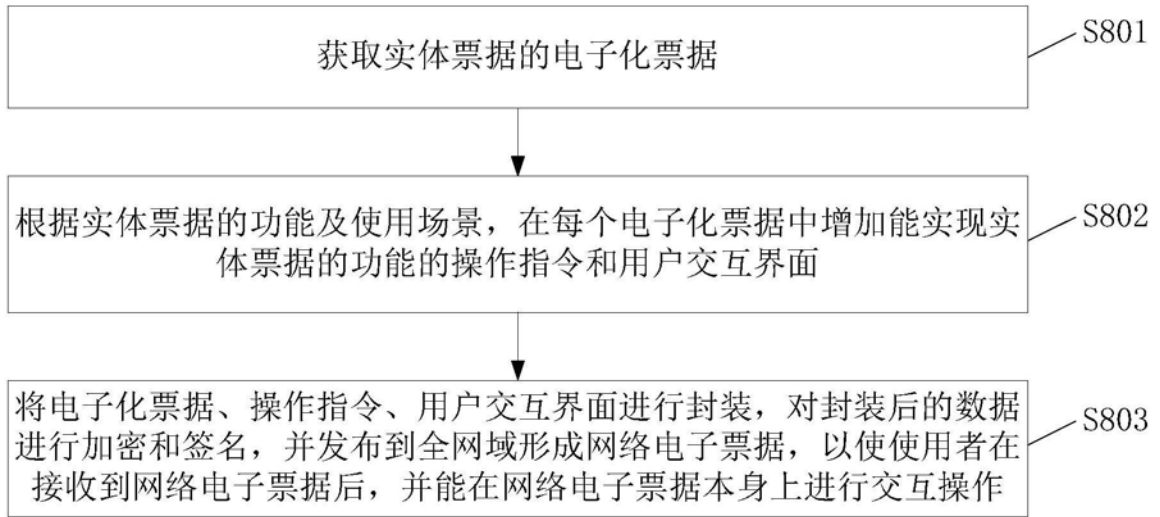 获取实体票据的电子化票据
S801
根据实体票据的功能及使用场景，在每个电子化票据中增加能实现实
体票据的功能的操作指令和用户交互界面
S802
将电子化票据、操作指令、用户交互界面进行封装，对封装后的数据
进行加密和签名，并发布到全网域形成网络电子票据，以使使用者在
接收到网络电子票据后，并能在网络电子票据本身上进行交互操作
S803